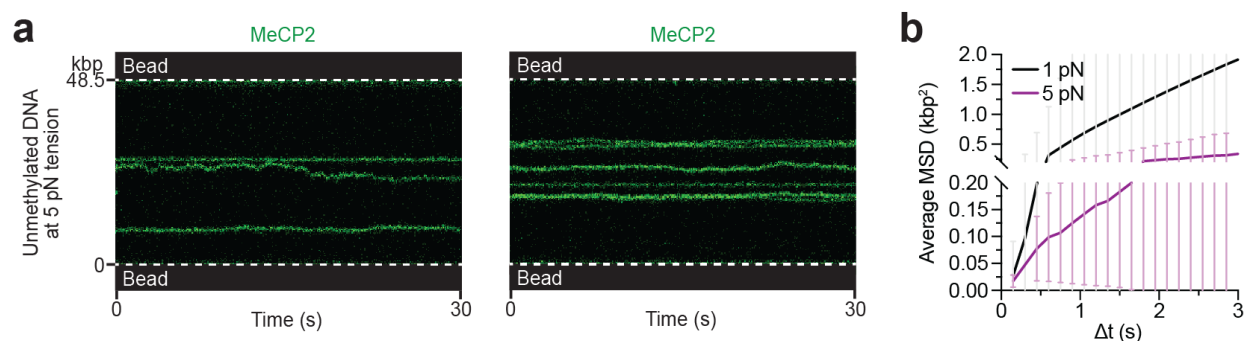 a
MeCP2
MeCP2
kbp
48.5
Bead
Bead
Unmethylated DNA
at 5 pN tension
0
Bead
Bead
0
30
0
30
Time (s)
Time (s)
b
2.0
1.5
1.0
0.5
0.20
0.15
0.10
0.05
0.00
Average MSD (kbp²)
1 pN
5 pN
0
1
2
3
Δt (s)